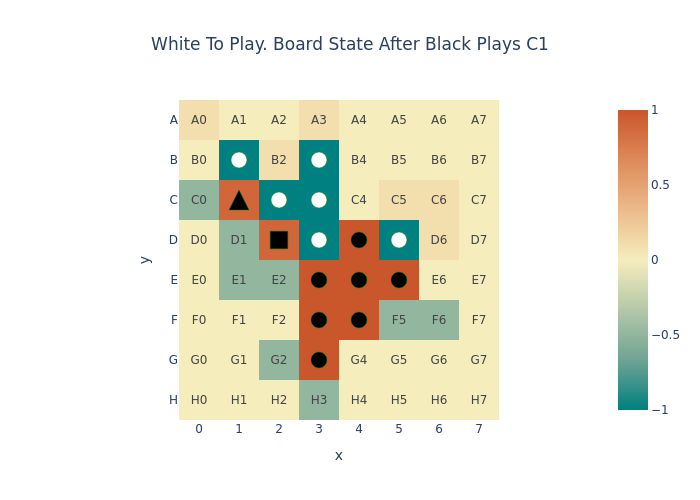 White To Play. Board State After Black Plays C1
A A0 A1 A2 A3 A4 A5 A6 A7
B B0 B2 B4 B5 B6 B7
C C0 C4 C5 C6 C7
D D0 D1 D6 D7
E E0 E1 E2 E6 E7
F F0 F1 F2 F5 F6 F7
G G0 G1 G2 G4 G5 G6 G7
H H0 H1 H2 H3 H4 H5 H6 H7
0 1 2 3 4 5 6 7
x
y
1
0.5
0
−0.5
−1